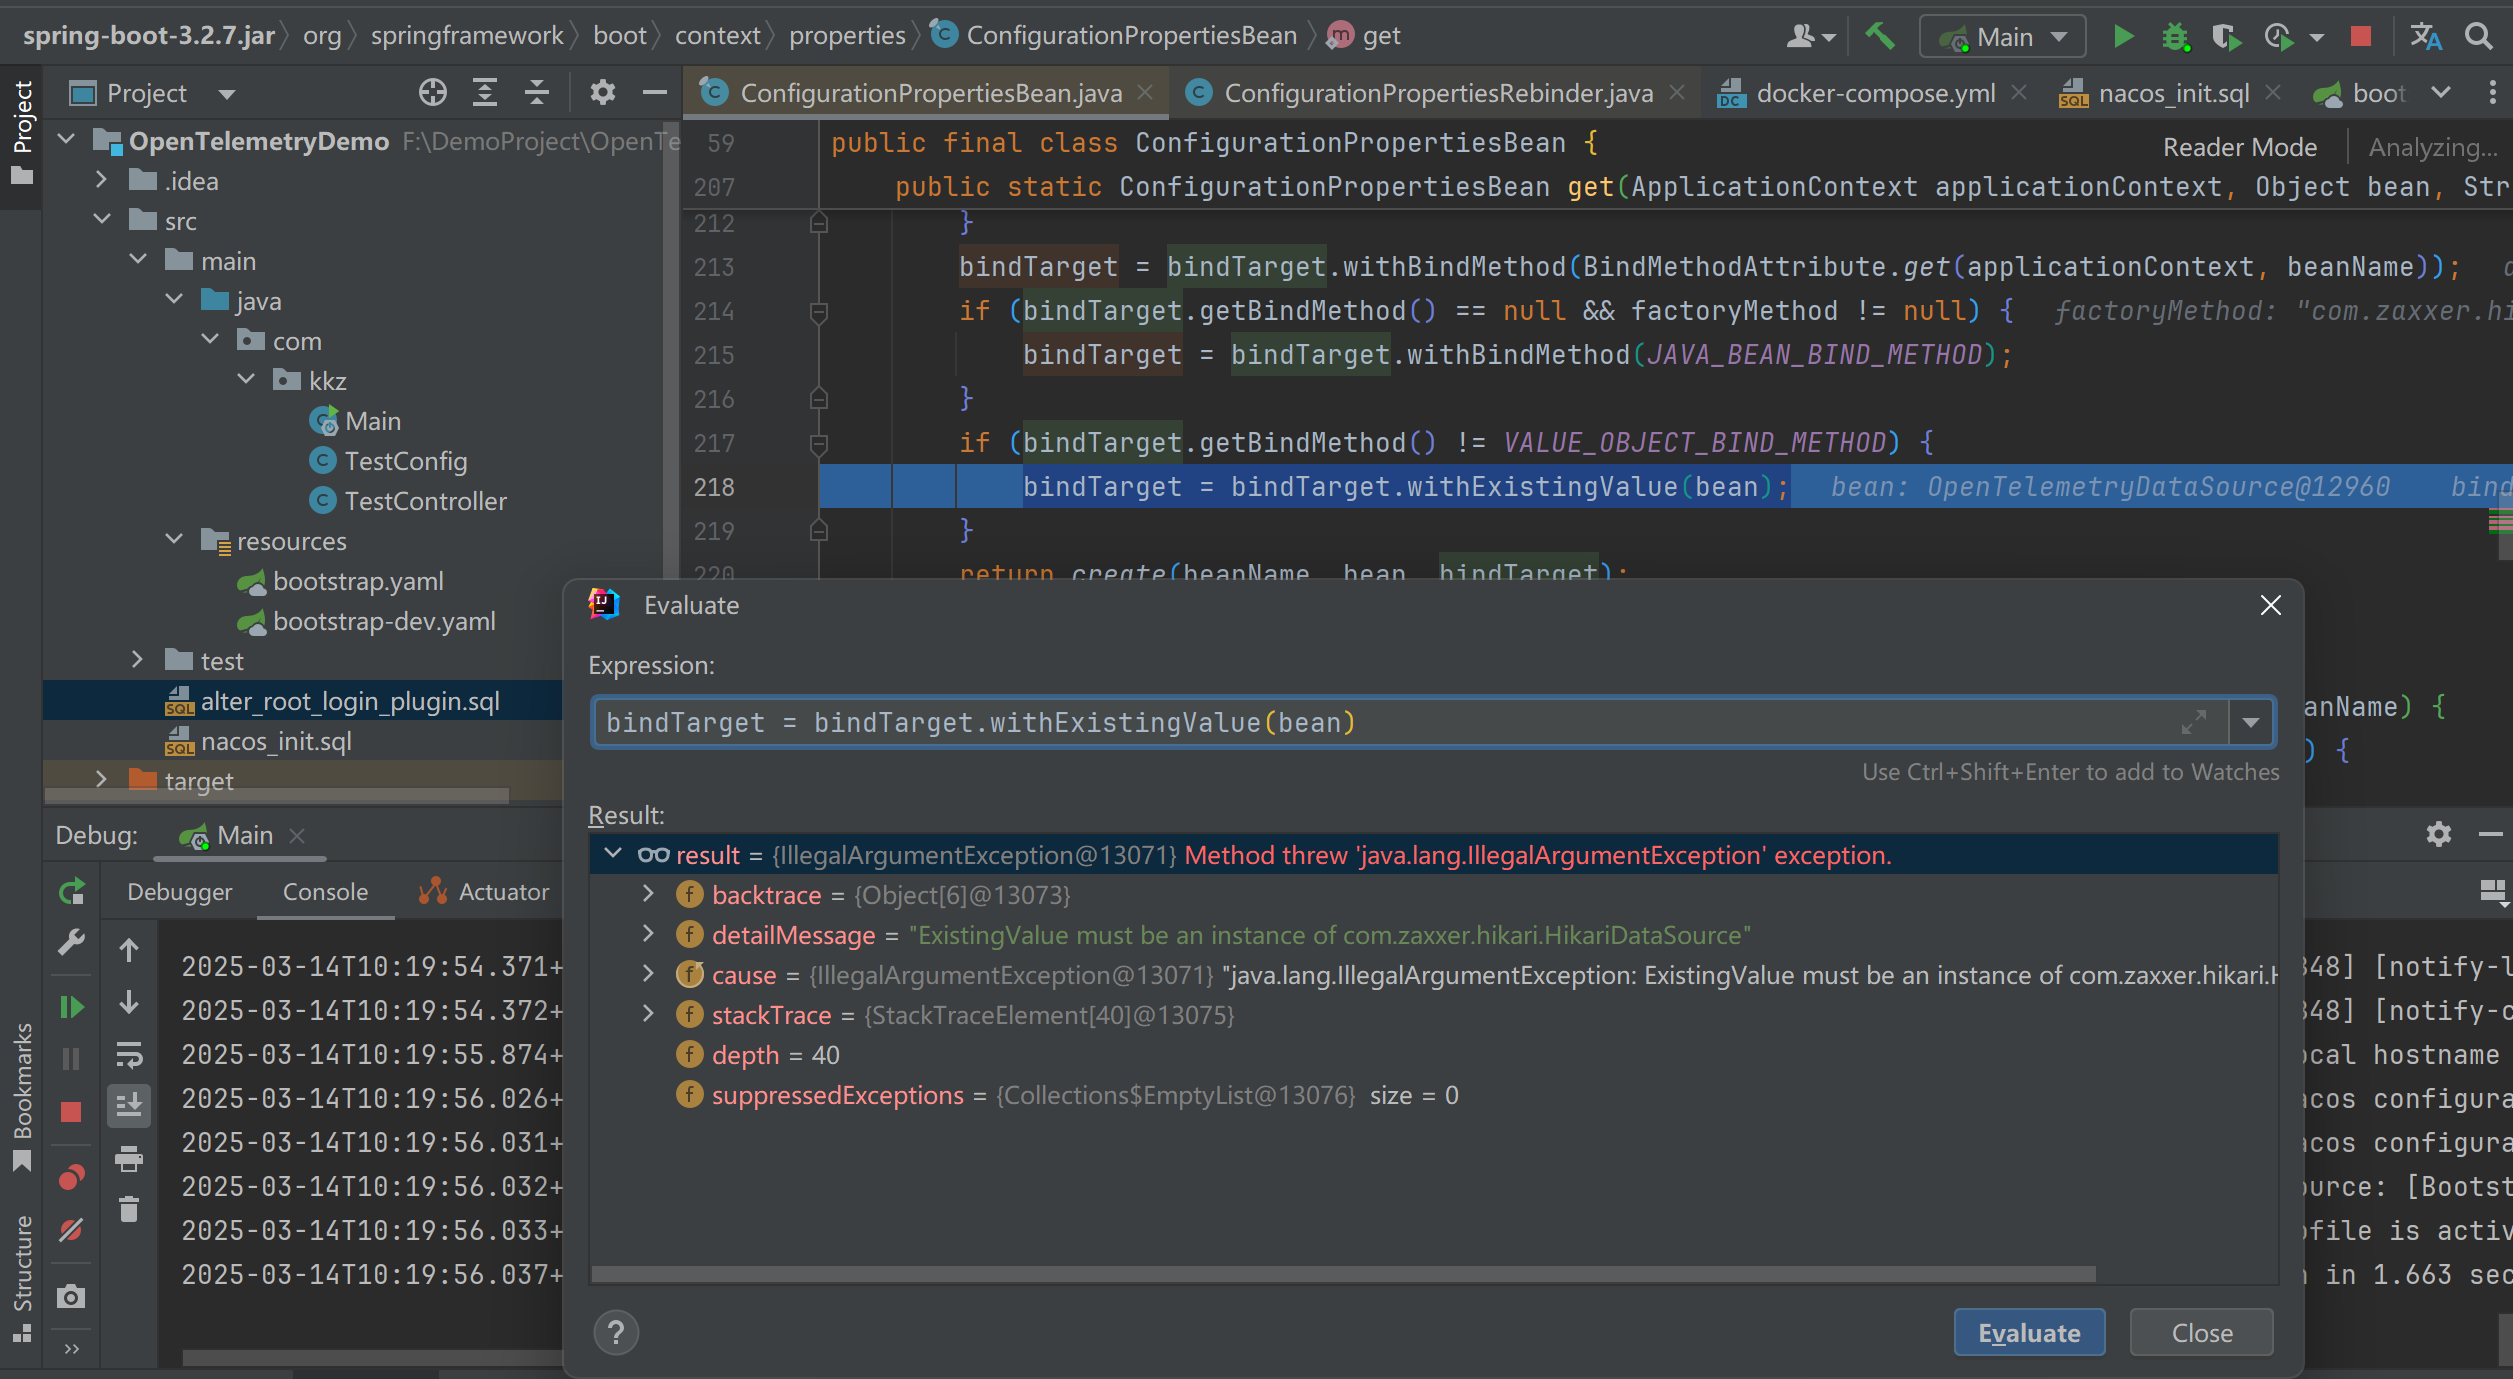 spring-boot-3.2.7.jar org springframework boot context properties ConfigurationPropertiesBean get
Main
Project
Project
ConfigurationPropertiesBean.java ConfigurationPropertiesRebinder.java docker-compose.yml nacos_init.sql boot
OpenTelemetryDemo F:\DemoProject\OpenTe
.idea
src
main
java
com
kkz
Main
TestConfig
TestController
resources
bootstrap.yaml
bootstrap-dev.yaml
test
alter_root_login_plugin.sql
nacos_init.sql
target
Reader Mode Analyzing...
59 public final class ConfigurationPropertiesBean {
207 public static ConfigurationPropertiesBean get(ApplicationContext applicationContext, Object bean, Str
212 }
213 bindTarget = bindTarget.withBindMethod(BindMethodAttribute.get(applicationContext, beanName));
214 if (bindTarget.getBindMethod() == null && factoryMethod != null) { factoryMethod: "com.zaxxer.hi
215 bindTarget = bindTarget.withBindMethod(JAVA_BEAN_BIND_METHOD);
216 }
217 if (bindTarget.getBindMethod() != VALUE_OBJECT_BIND_METHOD) {
218 bindTarget = bindTarget.withExistingValue(bean); bean: OpenTelemetryDataSource@12960 bind
219 }
220 return create(beanName, bean, bindTarget);
anName) {
) {
Evaluate
Expression:
bindTarget = bindTarget.withExistingValue(bean)
Use Ctrl+Shift+Enter to add to Watches
Result:
result = {IllegalArgumentException@13071} Method threw 'java.lang.IllegalArgumentException' exception.
backtrace = {Object[6]@13073}
detailMessage = "ExistingValue must be an instance of com.zaxxer.hikari.HikariDataSource"
cause = {IllegalArgumentException@13071} "java.lang.IllegalArgumentException: ExistingValue must be an instance of com.zaxxer.hikari.H
stackTrace = {StackTraceElement[40]@13075}
depth = 40
suppressedExceptions = {Collections$EmptyList@13076} size = 0
? Evaluate Close
Debug: Main
Debugger Console Actuator
2025-03-14T10:19:54.371+
2025-03-14T10:19:54.372+
2025-03-14T10:19:55.874+
2025-03-14T10:19:56.026+
2025-03-14T10:19:56.031+
2025-03-14T10:19:56.032+
2025-03-14T10:19:56.033+
2025-03-14T10:19:56.037+
348] [notify-l
348] [notify-c
ocal hostname
acos configura
acos configura
ource: [Bootst
ofile is activ
n in 1.663 sec
Bookmarks
Structure